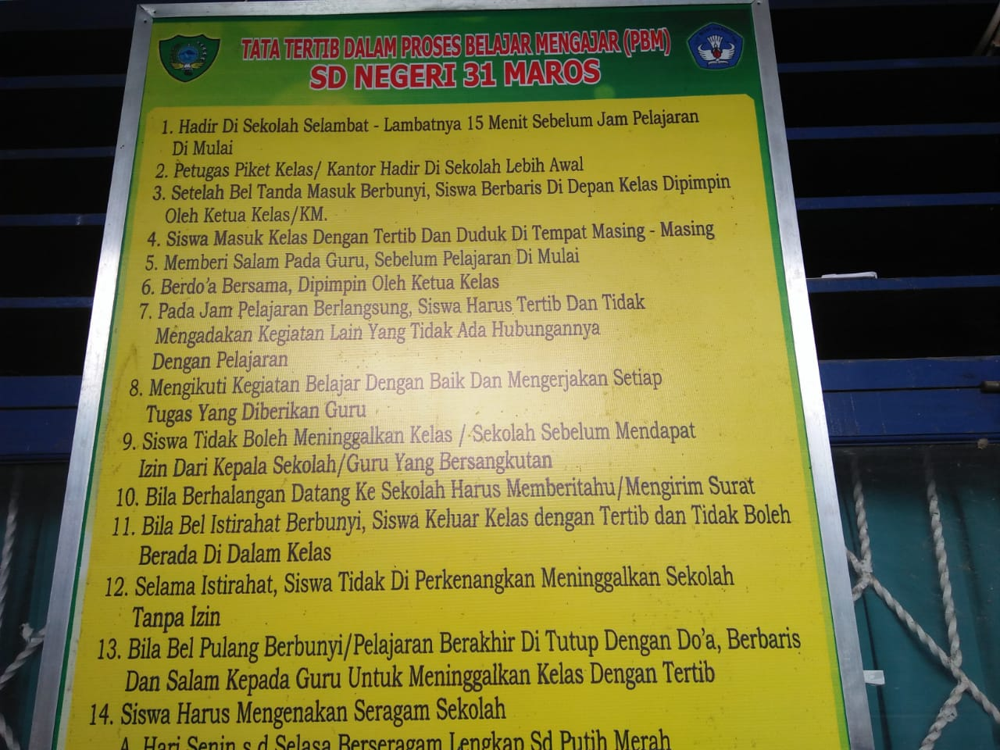 TATA TERTIB DALAM PROSES BELAJAR MENGAJAR (PBM)
SD NEGERI 31 MAROS
1. Hadir Di Sekolah Selambat - Lambatnya 15 Menit Sebelum Jam Pelajaran
Di Mulai
2. Petugas Piket Kelas/ Kantor Hadir Di Sekolah Lebih Awal
3. Setelah Bel Tanda Masuk Berbunyi, Siswa Berbaris Di Depan Kelas Dipimpin
Oleh Ketua Kelas/KM.
4. Siswa Masuk Kelas Dengan Tertib Dan Duduk Di Tempat Masing - Masing
5. Memberi Salam Pada Guru, Sebelum Pelajaran Di Mulai
6. Berdo'a Bersama, Dipimpin Oleh Ketua Kelas
7. Pada Jam Pelajaran Berlangsung, Siswa Harus Tertib Dan Tidak
Mengadakan Kegiatan Lain Yang Tidak Ada Hubungannya
Dengan Pelajaran
8. Mengikuti Kegiatan Belajar Dengan Baik Dan Mengerjakan Setiap
Tugas Yang Diberikan Guru
9. Siswa Tidak Boleh Meninggalkan Kelas / Sekolah Sebelum Mendapat
Izin Dari Kepala Sekolah/Guru Yang Bersangkutan
10. Bila Berhalangan Datang Ke Sekolah Harus Memberitahu/Mengirim Surat
11. Bila Bel Istirahat Berbunyi, Siswa Keluar Kelas dengan Tertib dan Tidak Boleh
Berada Di Dalam Kelas
12. Selama Istirahat, Siswa Tidak Di Perkenangkan Meninggalkan Sekolah
Tanpa Izin
13. Bila Bel Pulang Berbunyi/Pelajaran Berakhir Di Tutup Dengan Do'a, Berbaris
Dan Salam Kepada Guru Untuk Meninggalkan Kelas Dengan Tertib
14. Siswa Harus Mengenakan Seragam Sekolah
A. Hari Senin s.d Selasa Berseragam Lengkap Sd Putih Merah